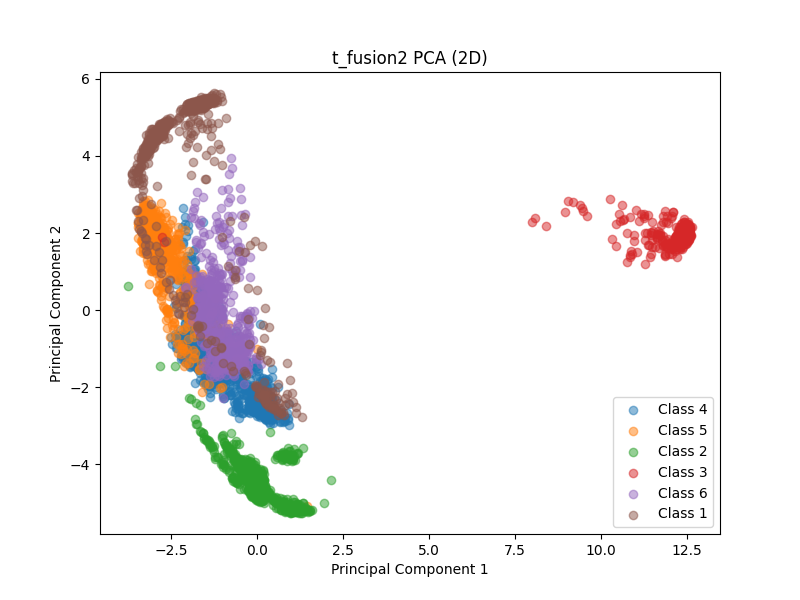 t_fusion2 PCA (2D)
6
4
2
0
−2
−4
Principal Component 2
−2.5
0.0
2.5
5.0
7.5
10.0
12.5
Principal Component 1
Class 4
Class 5
Class 2
Class 3
Class 6
Class 1